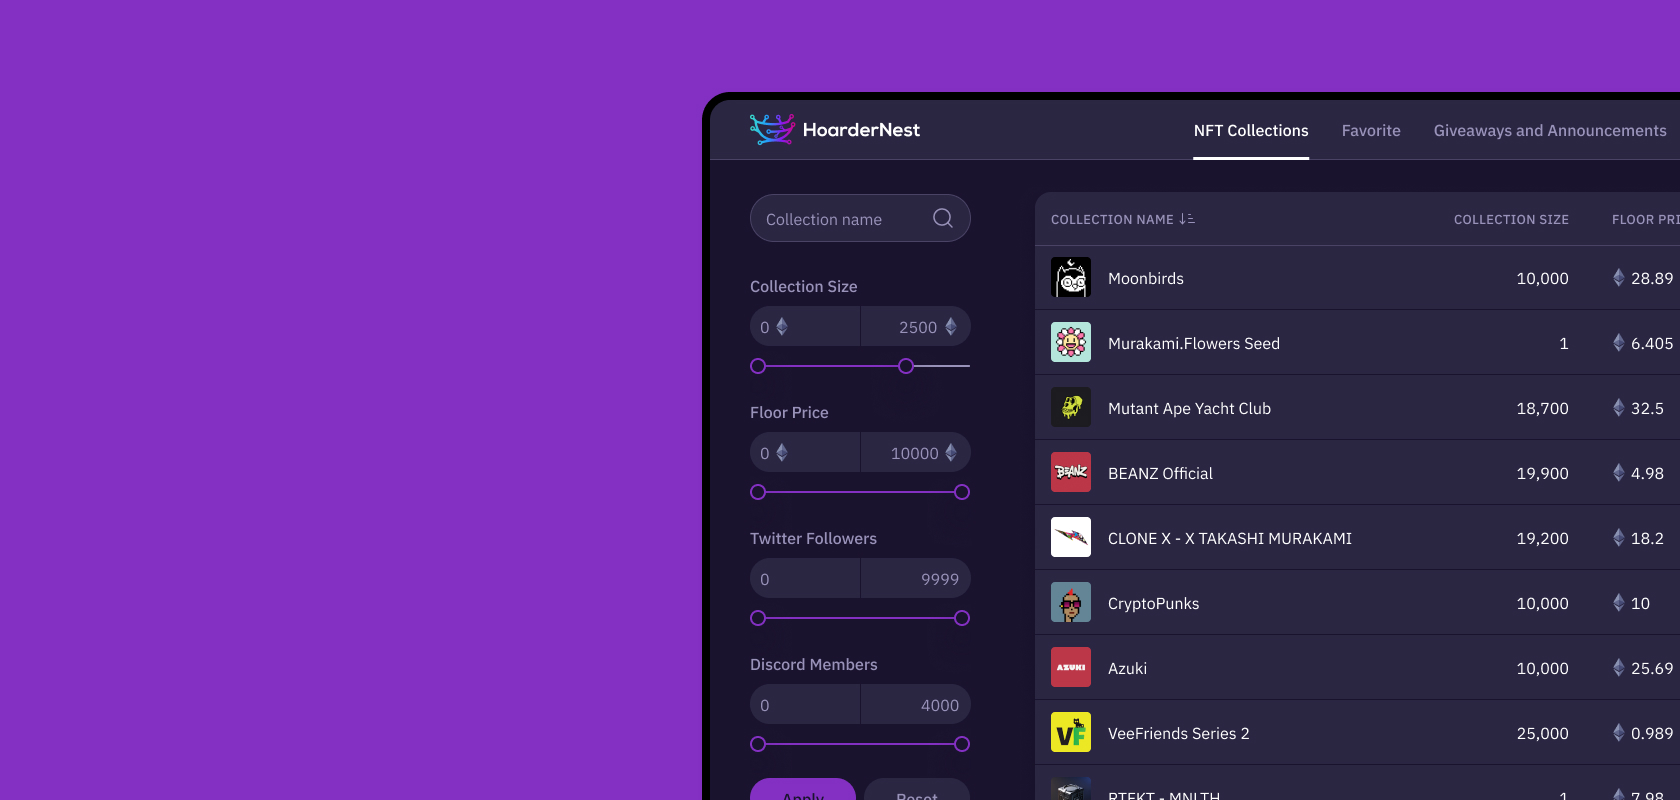 HoarderNest
NFT Collections
Favorite
Giveaways and Announcements
Collection name
Collection Size
0
2500
Floor Price
0
10000
Twitter Followers
0
9999
Discord Members
0
4000
Apply
Reset
COLLECTION NAME
COLLECTION SIZE
FLOOR PRI
Moonbirds
10,000
28.89
Murakami.Flowers Seed
1
6.405
Mutant Ape Yacht Club
18,700
32.5
BEANZ
BEANZ Official
19,900
4.98
CLONE X - X TAKASHI MURAKAMI
19,200
18.2
CryptoPunks
10,000
10
AZUKI
Azuki
10,000
25.69
VF
VeeFriends Series 2
25,000
0.989
RTFKT - MNLTH
1
7.98